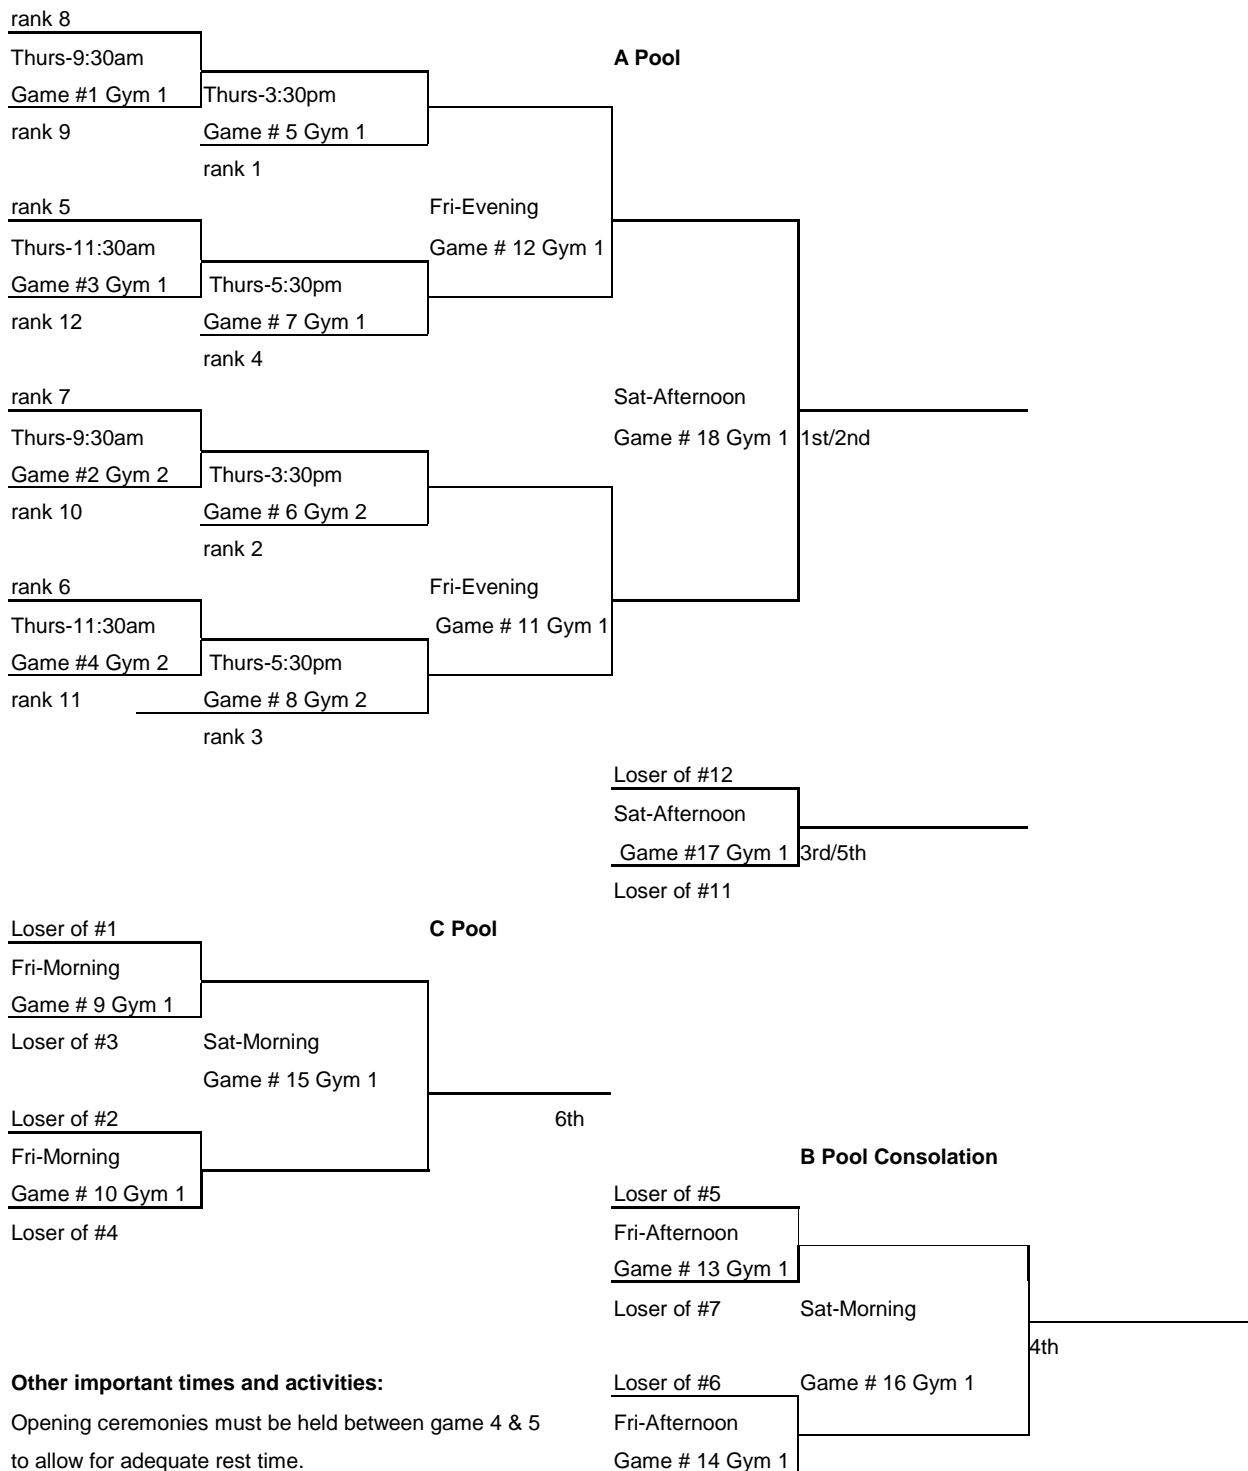 rank 8
Thurs-9:30am
A Pool
Game #1 Gym 1
Thurs-3:30pm
rank 9
Game # 5 Gym 1
rank 1
rank 5
Fri-Evening
Thurs-11:30am
Game # 12 Gym 1
Game #3 Gym 1
Thurs-5:30pm
rank 12
Game # 7 Gym 1
rank 4
rank 7
Sat-Afternoon
Thurs-9:30am
Game # 18 Gym 1
1st/2nd
Game #2 Gym 2
Thurs-3:30pm
rank 10
Game # 6 Gym 2
rank 2
rank 6
Fri-Evening
Thurs-11:30am
Game # 11 Gym 1
Game #4 Gym 2
Thurs-5:30pm
rank 11
Game # 8 Gym 2
rank 3
Loser of #12
Sat-Afternoon
Game #17 Gym 1
3rd/5th
Loser of #11
Loser of #1
C Pool
Fri-Morning
Game # 9 Gym 1
Loser of #3
Sat-Morning
Game # 15 Gym 1
Loser of #2
6th
Fri-Morning
B Pool Consolation
Game # 10 Gym 1
Loser of #5
Loser of #4
Fri-Afternoon
Game # 13 Gym 1
Loser of #7
Sat-Morning
4th
Other important times and activities:
Loser of #6
Game # 16 Gym 1
Opening ceremonies must be held between game 4 & 5
Fri-Afternoon
to allow for adequate rest time.
Game # 14 Gym 1